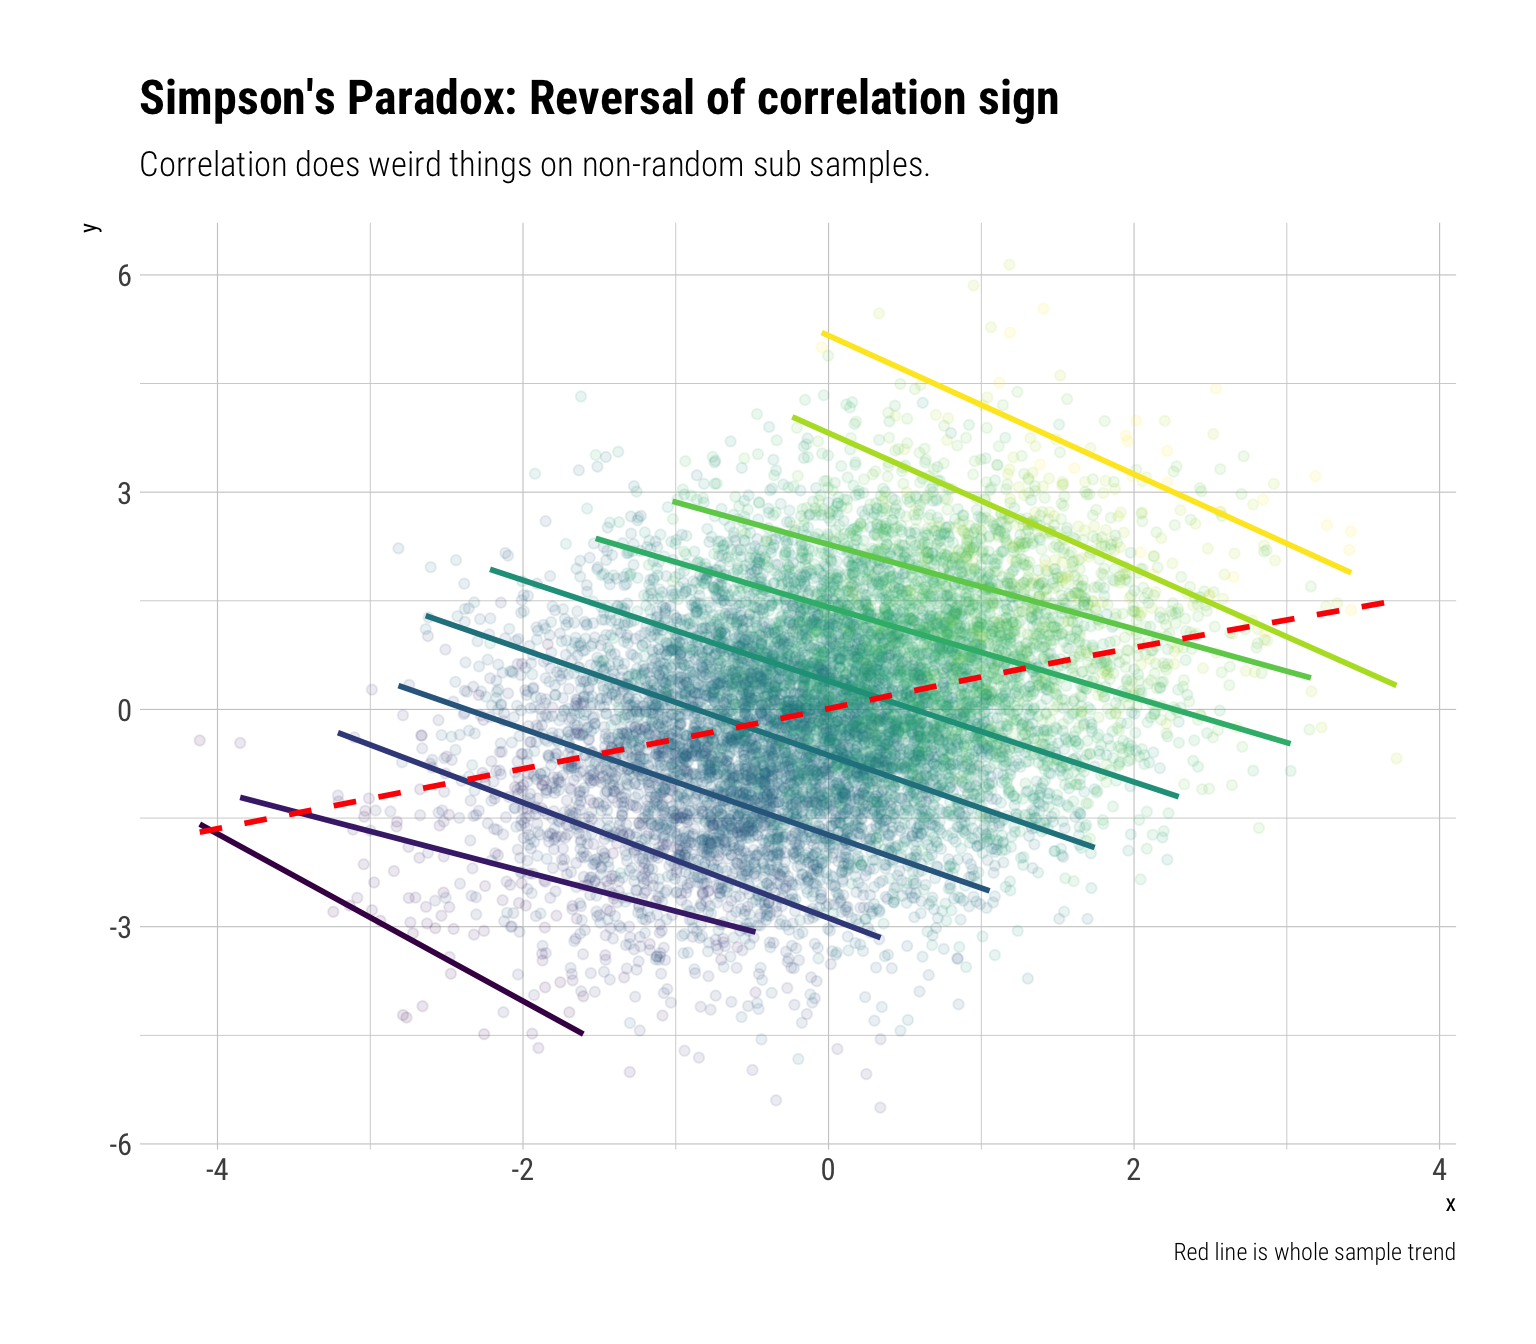 Simpson's Paradox: Reversal of correlation sign
Correlation does weird things on non-random sub samples.
y
6
3
0
-3
-6
-4 -2 0 2 4
x
Red line is whole sample trend